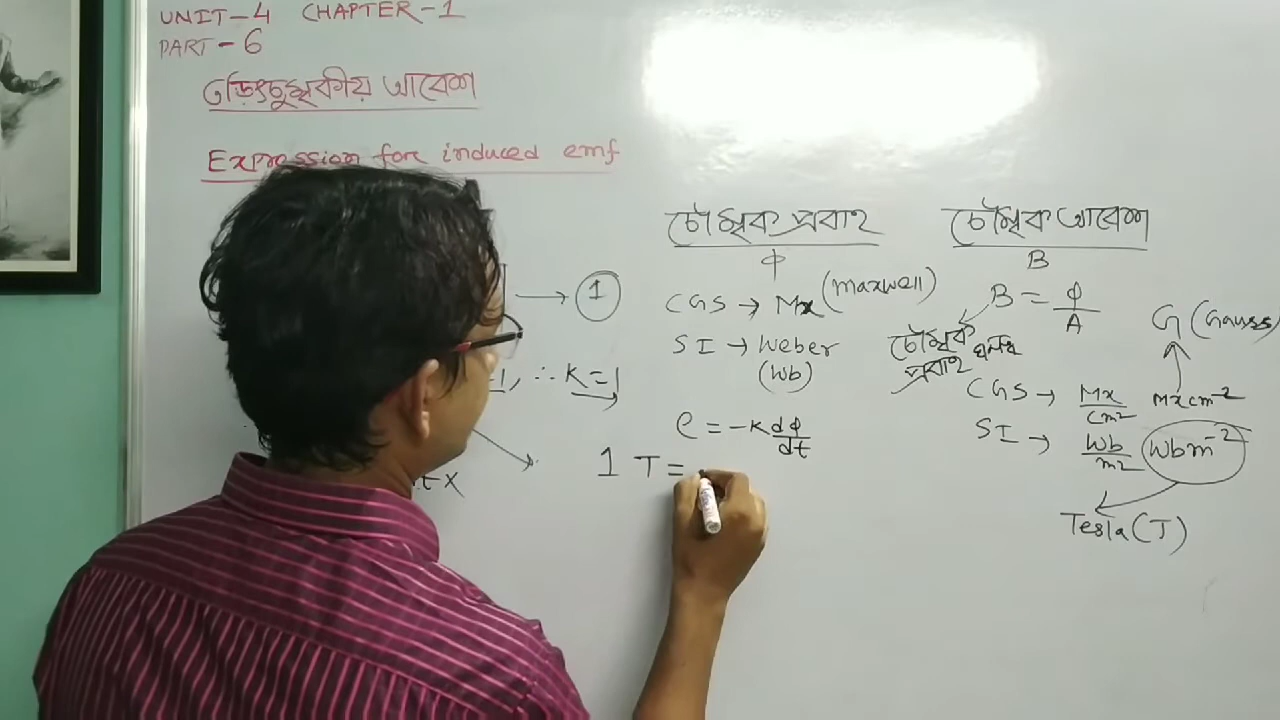 UNIT-4 CHAPTER-1
PART-6
তড়িৎচুম্বকীয় আবেশ
Expression for induced emf
→ 1
-1, ∴ K=1
চৌম্বক প্রবাহ
Φ
CGS → Mx (Maxwell)
SI → Weber
(Wb)
e = -K dΦ/dt
1 T =
চৌম্বক আবেশ
B
B = Φ/A
চৌম্বক
প্রবাহ ঘনত্ব
G (Gauss)
CGS → Mx/cm² Mx cm⁻²
SI → Wb/m² Wbm⁻²
Tesla (T)